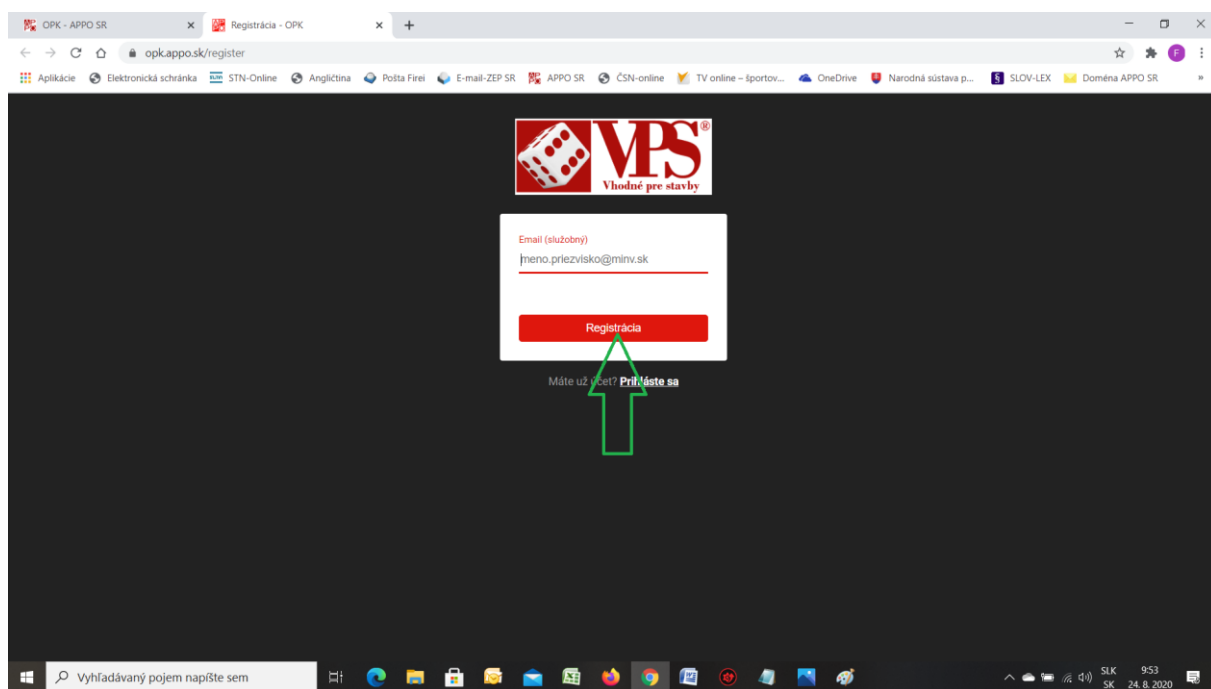 OPK - APPO SR
Registrácia - OPK
opk.appo.sk/register
Aplikácie Elektronická schránka STN-Online Angličtina Pošta Firei E-mail-ZEP SR APPO SR ČSN-online TV online – športov... OneDrive Narodná sústava p... SLOV-LEX Doména APPO SR »
VPS®
Vhodné pre stavby
Email (služobný)
meno.priezvisko@minv.sk
Registrácia
Máte už účet? Prihláste sa
Vyhľadávaný pojem napíšte sem
SLK 9:53
SK 24. 8. 2020